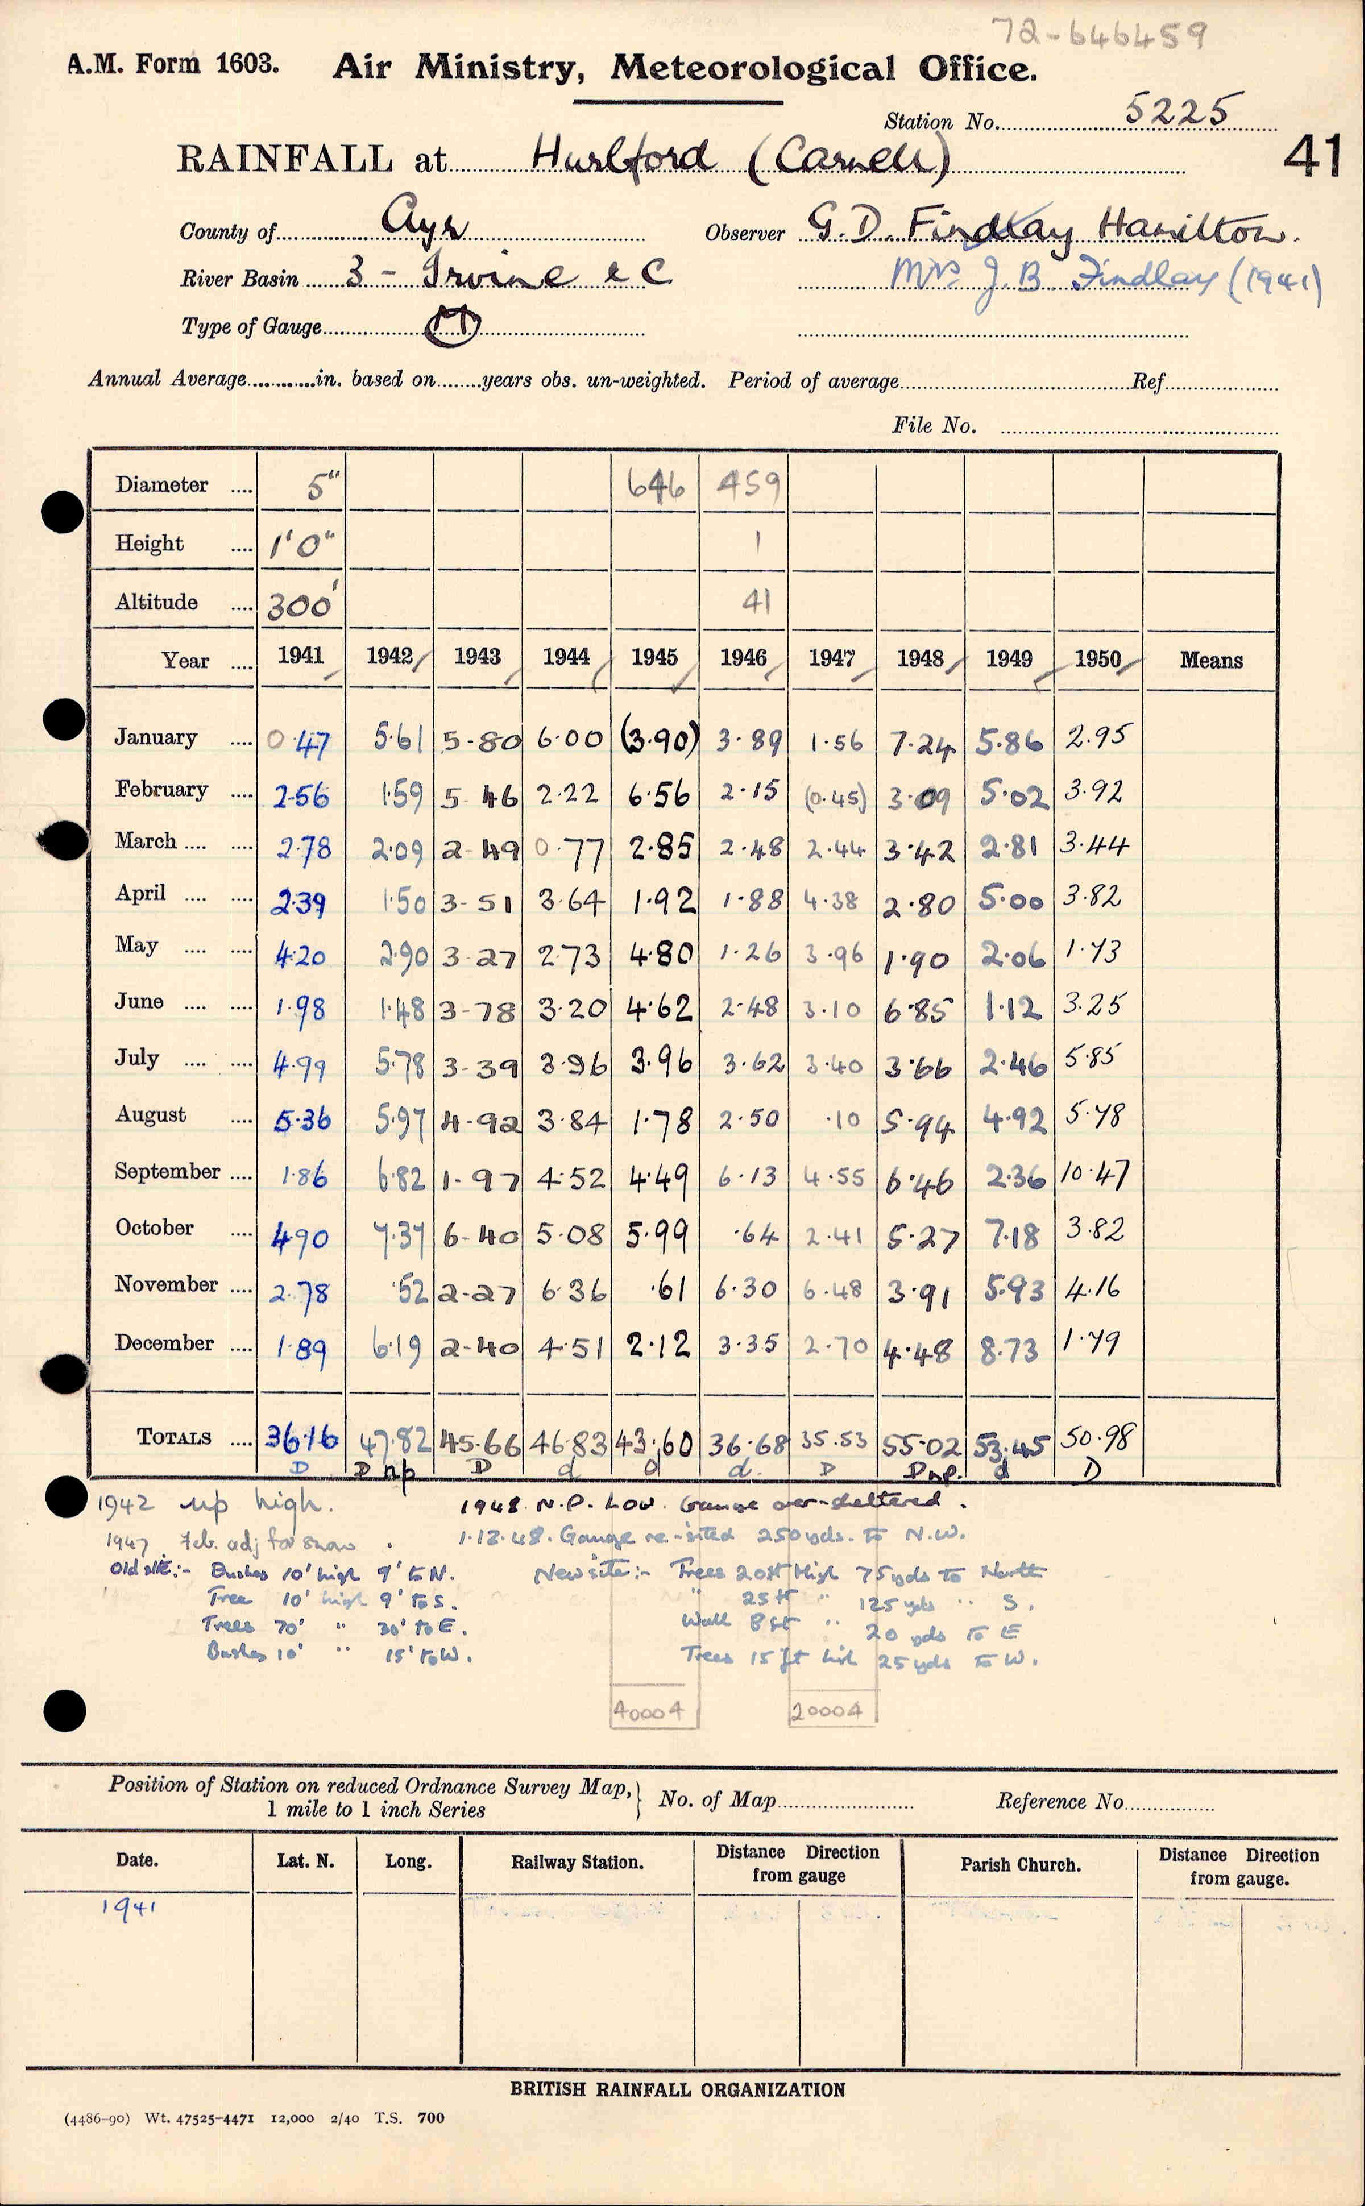 72-646459
A.M. Form 1603. Air Ministry, Meteorological Office.
Station No. 5225
RAINFALL at Hurlford (Carnell) 41
County of Ayr Observer G.D. Findlay Hamilton.
River Basin 3 - Irvine & C Mrs J.B. Findlay (1941)
Type of Gauge M
Annual Average............in. based on........years obs. un-weighted. Period of average Ref.
File No.
Diameter .... 5" 646 459
Height .... 1'0" 1
Altitude .... 300' 41
Year .... 1941 1942 1943 1944 1945 1946 1947 1948 1949 1950 Means
January .... 0.47 5.61 5.80 6.00 (3.90) 3.89 1.56 7.24 5.86 2.95
February .... 2.56 1.59 5.46 2.22 6.56 2.15 (0.45) 3.09 5.02 3.92
March .... .... 2.78 2.09 2.49 0.77 2.85 2.48 2.44 3.42 2.81 3.44
April .... .... 2.39 1.50 3.51 3.64 1.92 1.88 4.38 2.80 5.00 3.82
May .... .... 4.20 2.90 3.27 2.73 4.80 1.26 3.96 1.90 2.06 1.73
June .... .... 1.98 1.48 3.78 3.20 4.62 2.48 3.10 6.85 1.12 3.25
July .... .... 4.99 5.78 3.39 3.96 3.96 3.62 3.40 3.66 2.46 5.85
August .... 5.36 5.97 4.92 3.84 1.78 2.50 .10 5.94 4.92 5.78
September .... 1.86 6.82 1.97 4.52 4.49 6.13 4.55 6.46 2.36 10.47
October .... 4.90 7.37 6.40 5.08 5.99 .64 2.41 5.27 7.18 3.82
November .... 2.78 .52 2.27 6.36 .61 6.30 6.48 3.91 5.93 4.16
December .... 1.89 6.19 2.40 4.51 2.12 3.35 2.70 4.48 8.73 1.79
TOTALS .... 36.16 47.82 45.66 46.83 43.60 36.68 35.53 55.02 53.45 50.98
D D np D d d d. D D np. d D
1942 np high. 1948 N.P. Low. Gauge over-sheltered.
1947. Feb. adj for snow. 1.12.48. Gauge re-sited 250 yds. to N.W.
Old site:- Bushes 10' high 9' to N. New site:- Trees 20ft High 75 yds to North
Tree 10' high 9' to S. " 25ft " 125 yds " S.
Trees 70' " 30' to E. Wall 8ft " 20 yds to E
Bushes 10' " 15' to W. Trees 15ft high 25 yds to W.
40004 20004
Position of Station on reduced Ordnance Survey Map, 1 mile to 1 inch Series No. of Map Reference No.
Date. Lat. N. Long. Railway Station. Distance Direction from gauge Parish Church. Distance Direction from gauge.
1941
BRITISH RAINFALL ORGANIZATION
(4486-90) Wt. 47525-4471 12,000 2/40 T.S. 700